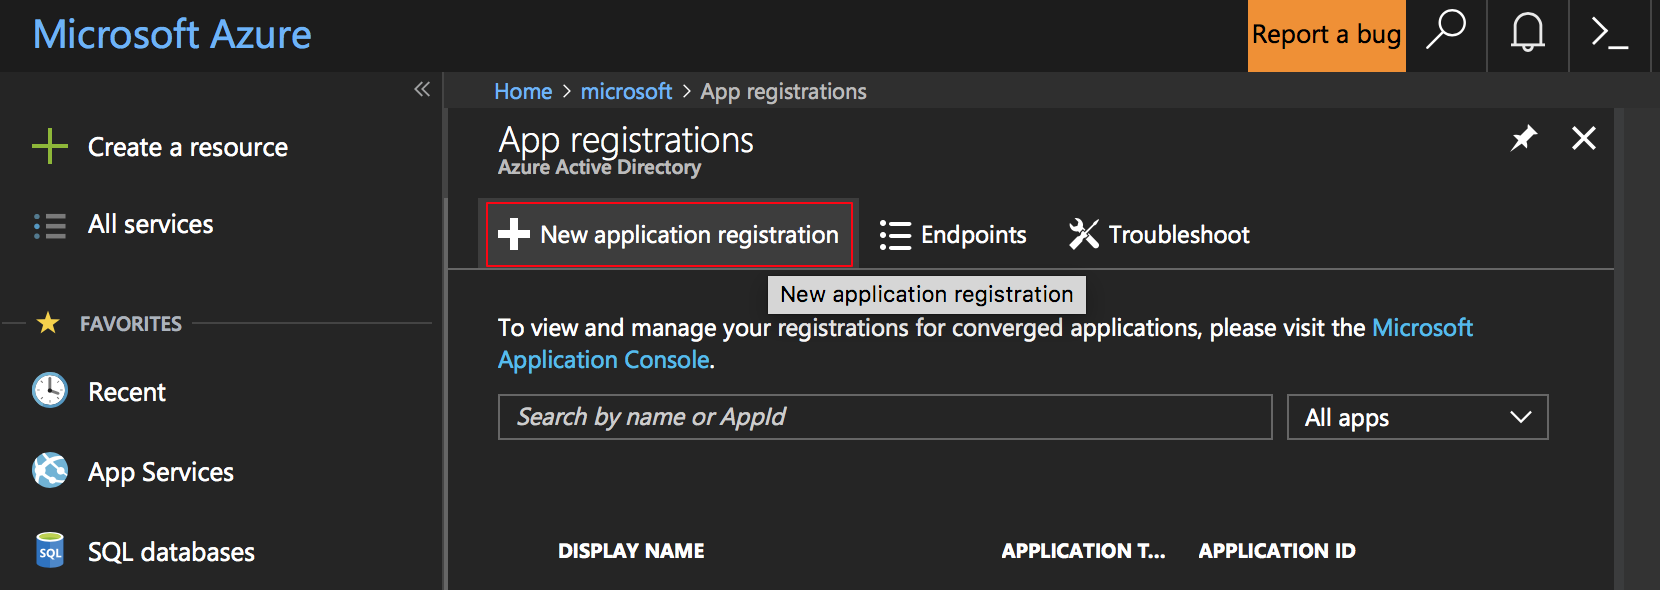 Microsoft Azure
Report a bug
Home > microsoft > App registrations
Create a resource
All services
FAVORITES
Recent
App Services
SQL
SQL databases
App registrations
Azure Active Directory
New application registration
Endpoints
Troubleshoot
New application registration
To view and manage your registrations for converged applications, please visit the Microsoft
Application Console.
Search by name or AppId
All apps
DISPLAY NAME
APPLICATION T...
APPLICATION ID